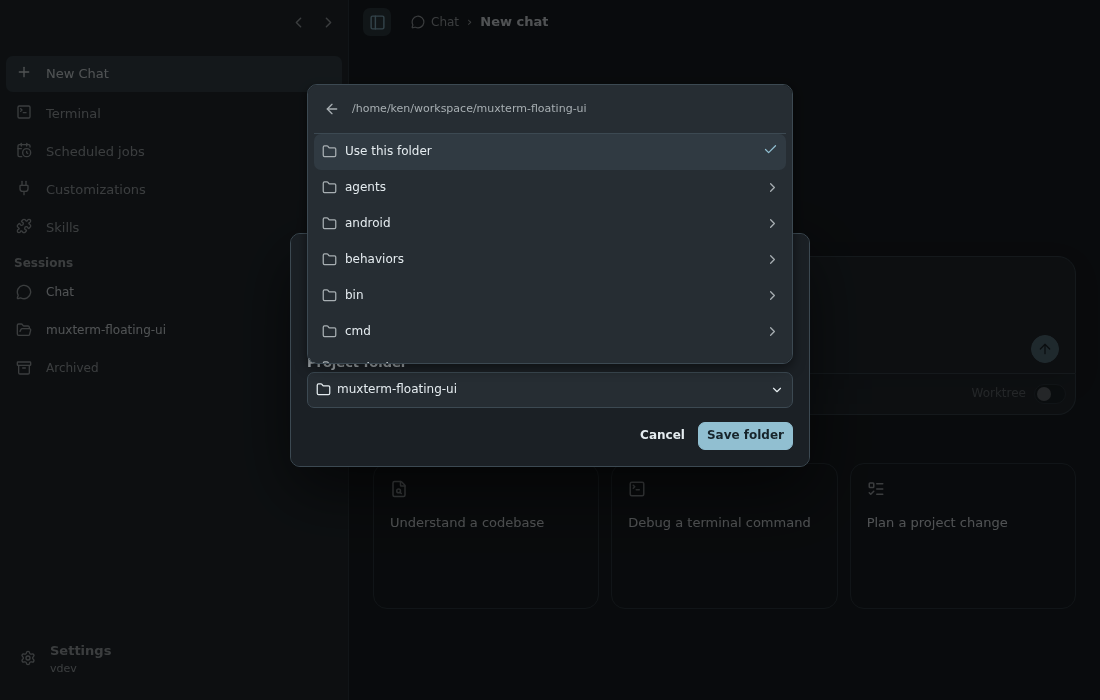 Chat › New chat
New Chat
Terminal
Scheduled jobs
Customizations
Skills
Sessions
Chat
muxterm-floating-ui
Archived
Settings
vdev
/home/ken/workspace/muxterm-floating-ui
Use this folder
agents
android
behaviors
bin
cmd
Project folder
muxterm-floating-ui
Cancel
Save folder
Worktree
Understand a codebase
Debug a terminal command
Plan a project change